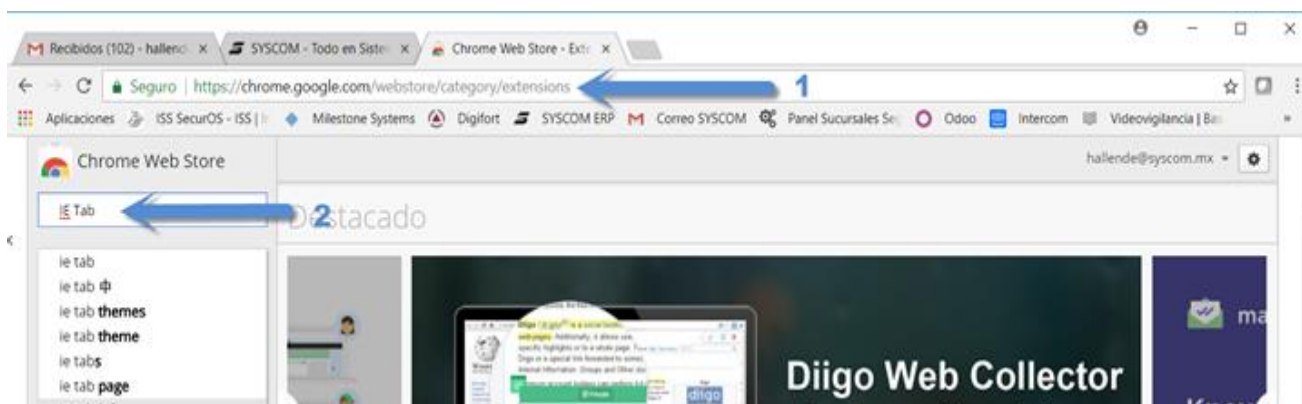 Recibidos (102) - hallend
SYSCOM - Todo en Siste
Chrome Web Store - Exte
Seguro | https://chrome.google.com/webstore/category/extensions
1
Aplicaciones
ISS SecurOS - ISS | I
Milestone Systems
Digifort
SYSCOM ERP
Correo SYSCOM
Panel Sucursales Se
Odoo
Intercom
Videovigilancia | Ba
Chrome Web Store
hallende@syscom.mx
IE Tab
2
Destacado
ie tab
ie tab 中
ie tab themes
ie tab theme
ie tabs
ie tab page
Diigo Web Collector
ma
diigo